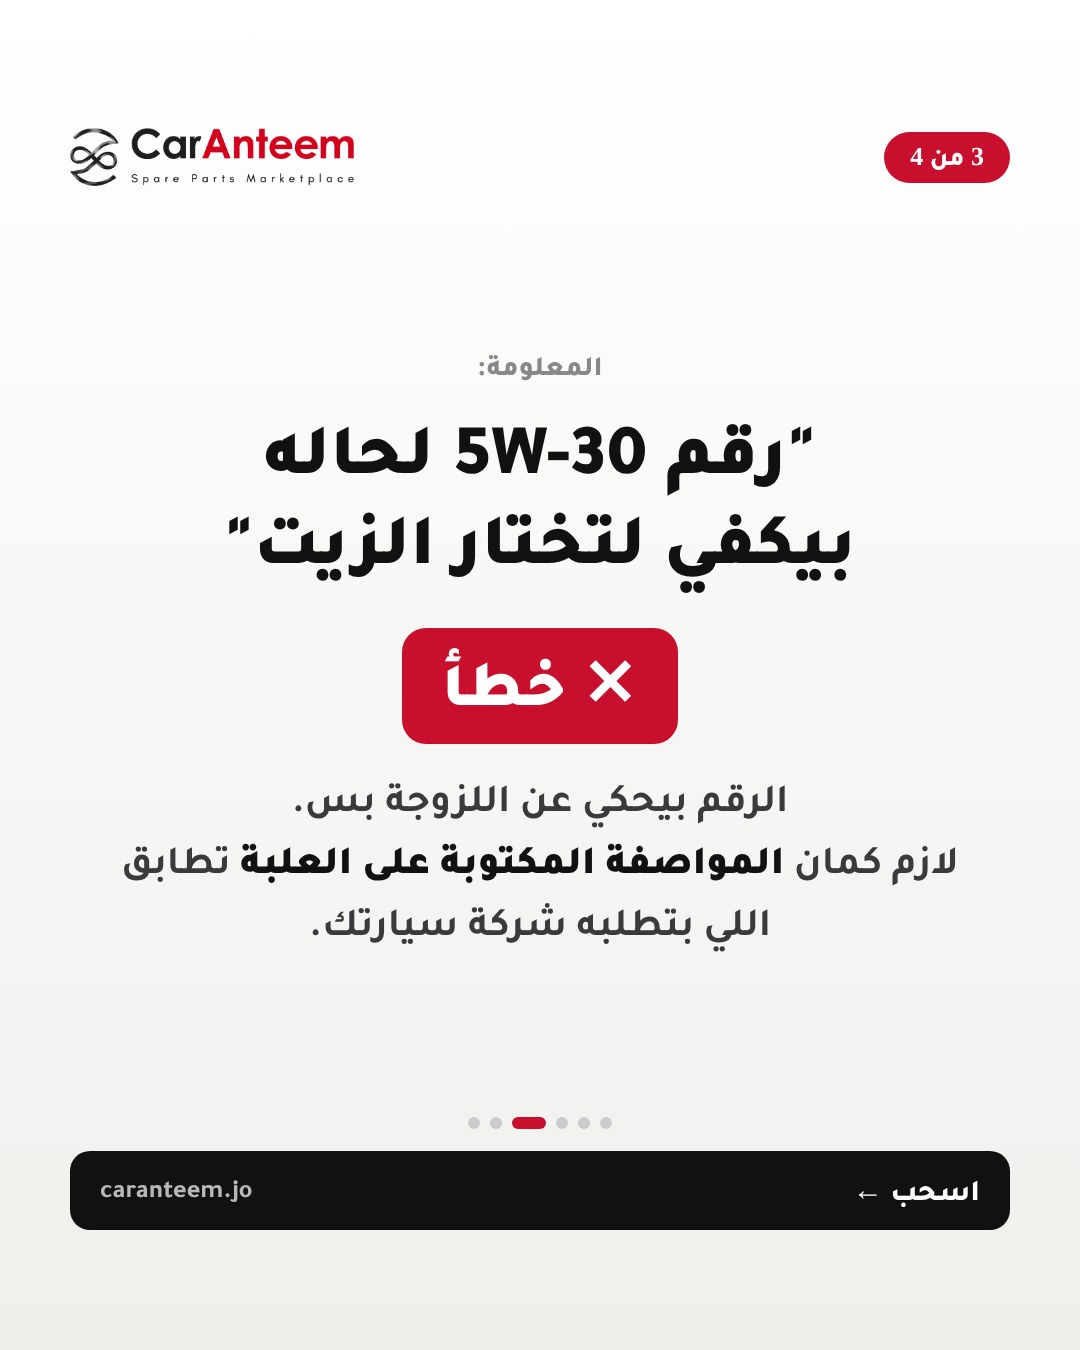 CarAnteem
Spare Parts Marketplace
3 من 4
المعلومة:
"رقم 5W-30 لحاله
بيكفي لتختار الزيت"
✕ خطأ
الرقم بيحكي عن اللزوجة بس.
لازم كمان المواصفة المكتوبة على العلبة تطابق
اللي بتطلبه شركة سيارتك.
اسحب ←
caranteem.jo